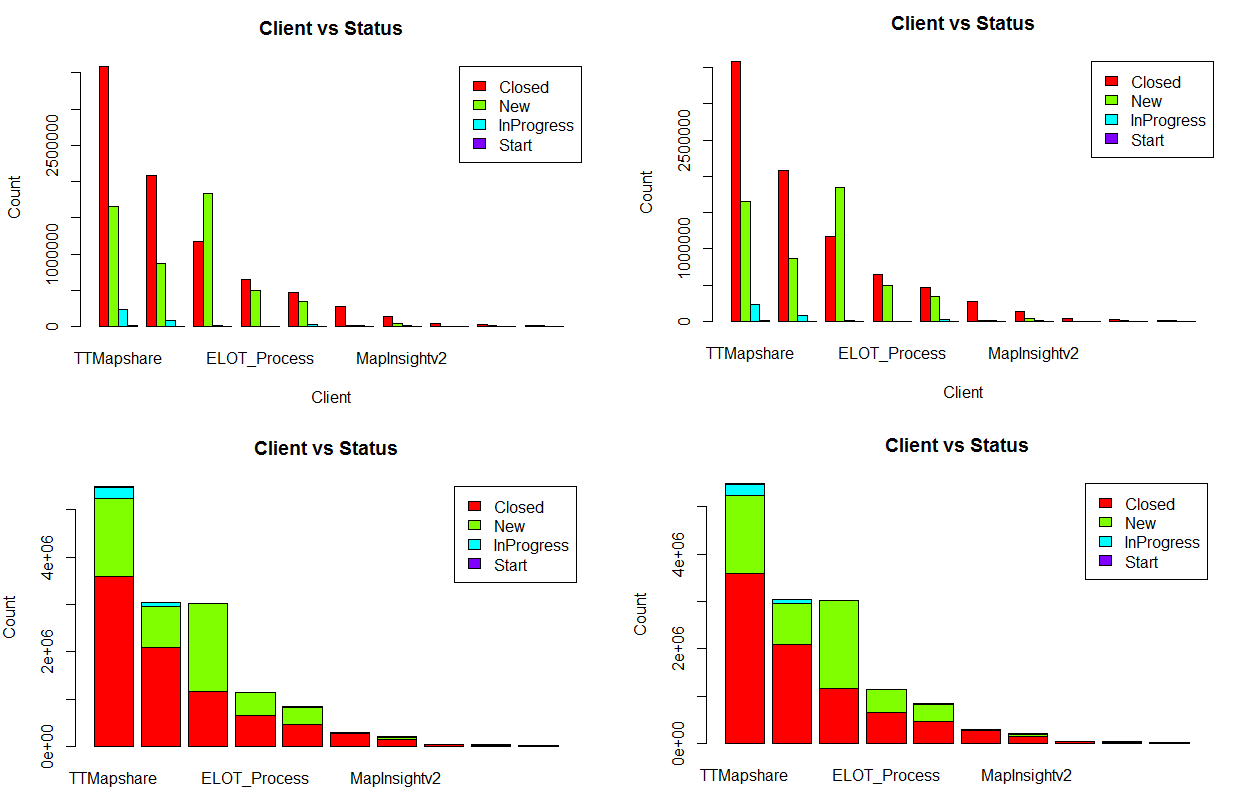 Client vs Status
Count
2500000
1000000
0
Closed
New
InProgress
Start
TTMapshare ELOT_Process MapInsightv2
Client
Client vs Status
Count
2500000
1000000
0
Closed
New
InProgress
Start
TTMapshare ELOT_Process MapInsightv2
Client
Client vs Status
Count
4e+06
2e+06
0e+00
Closed
New
InProgress
Start
TTMapshare ELOT_Process MapInsightv2
Client vs Status
Count
4e+06
2e+06
0e+00
Closed
New
InProgress
Start
TTMapshare ELOT_Process MapInsightv2